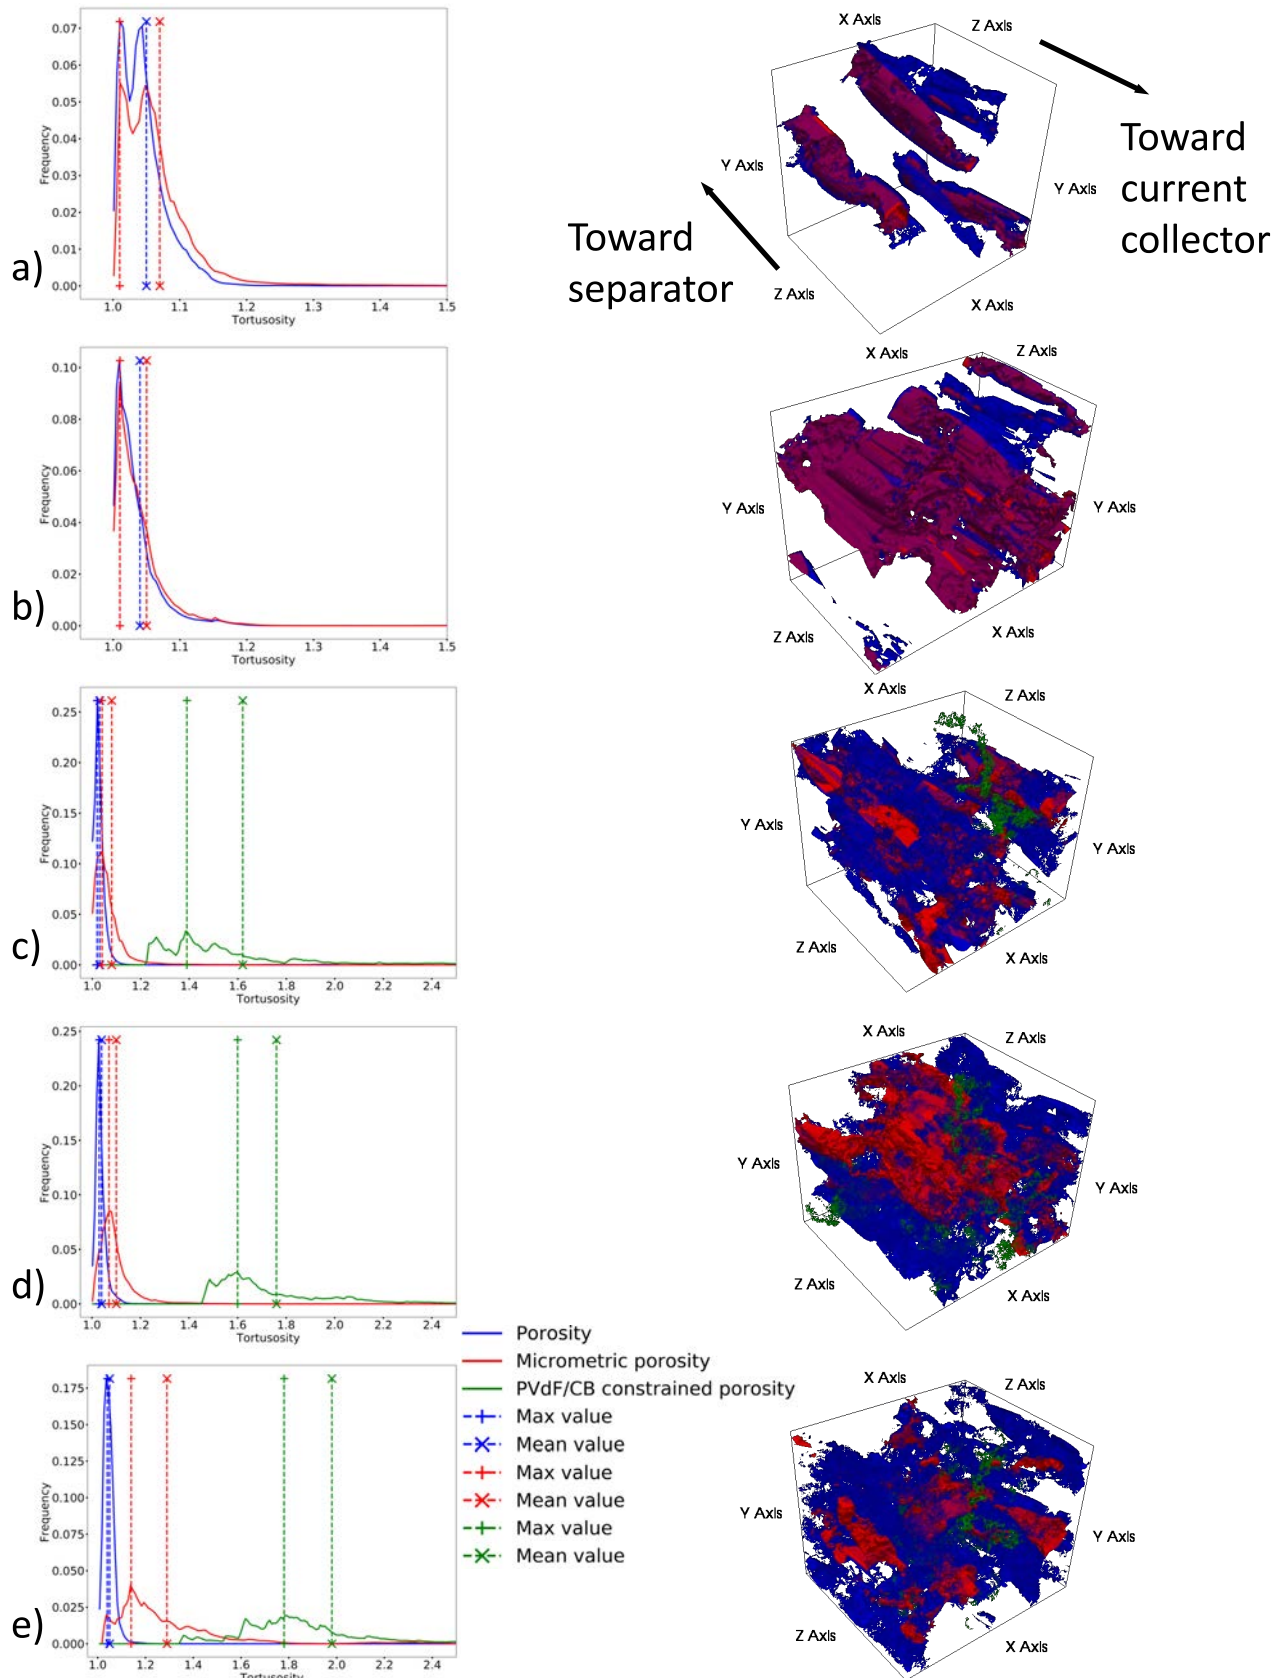 0.07
0.06
0.05
0.04
0.03
0.02
0.01
0.00
Frequency
1.0 1.1 1.2 1.3 1.4 1.5
Tortusosity
a)
X Axis
Z Axis
Y Axis
Y Axis
Z Axis
X Axis
Toward
current
collector
Toward
separator
0.10
0.08
0.06
0.04
0.02
0.00
Frequency
1.0 1.1 1.2 1.3 1.4 1.5
Tortusosity
b)
X Axis
Z Axis
Y Axis
Y Axis
Z Axis
X Axis
0.25
0.20
0.15
0.10
0.05
0.00
Frequency
1.0 1.2 1.4 1.6 1.8 2.0 2.2 2.4
Tortusosity
c)
X Axis
Z Axis
Y Axis
Y Axis
Z Axis
X Axis
0.25
0.20
0.15
0.10
0.05
0.00
Frequency
1.0 1.2 1.4 1.6 1.8 2.0 2.2 2.4
Tortusosity
d)
X Axis
Z Axis
Y Axis
Y Axis
Z Axis
X Axis
Porosity
Micrometric porosity
PVdF/CB constrained porosity
Max value
Mean value
Max value
Mean value
Max value
Mean value
0.175
0.150
0.125
0.100
0.075
0.050
0.025
0.000
Frequency
1.0 1.2 1.4 1.6 1.8 2.0 2.2 2.4
Tortusosity
e)
X Axis
Z Axis
Y Axis
Y Axis
Z Axis
X Axis